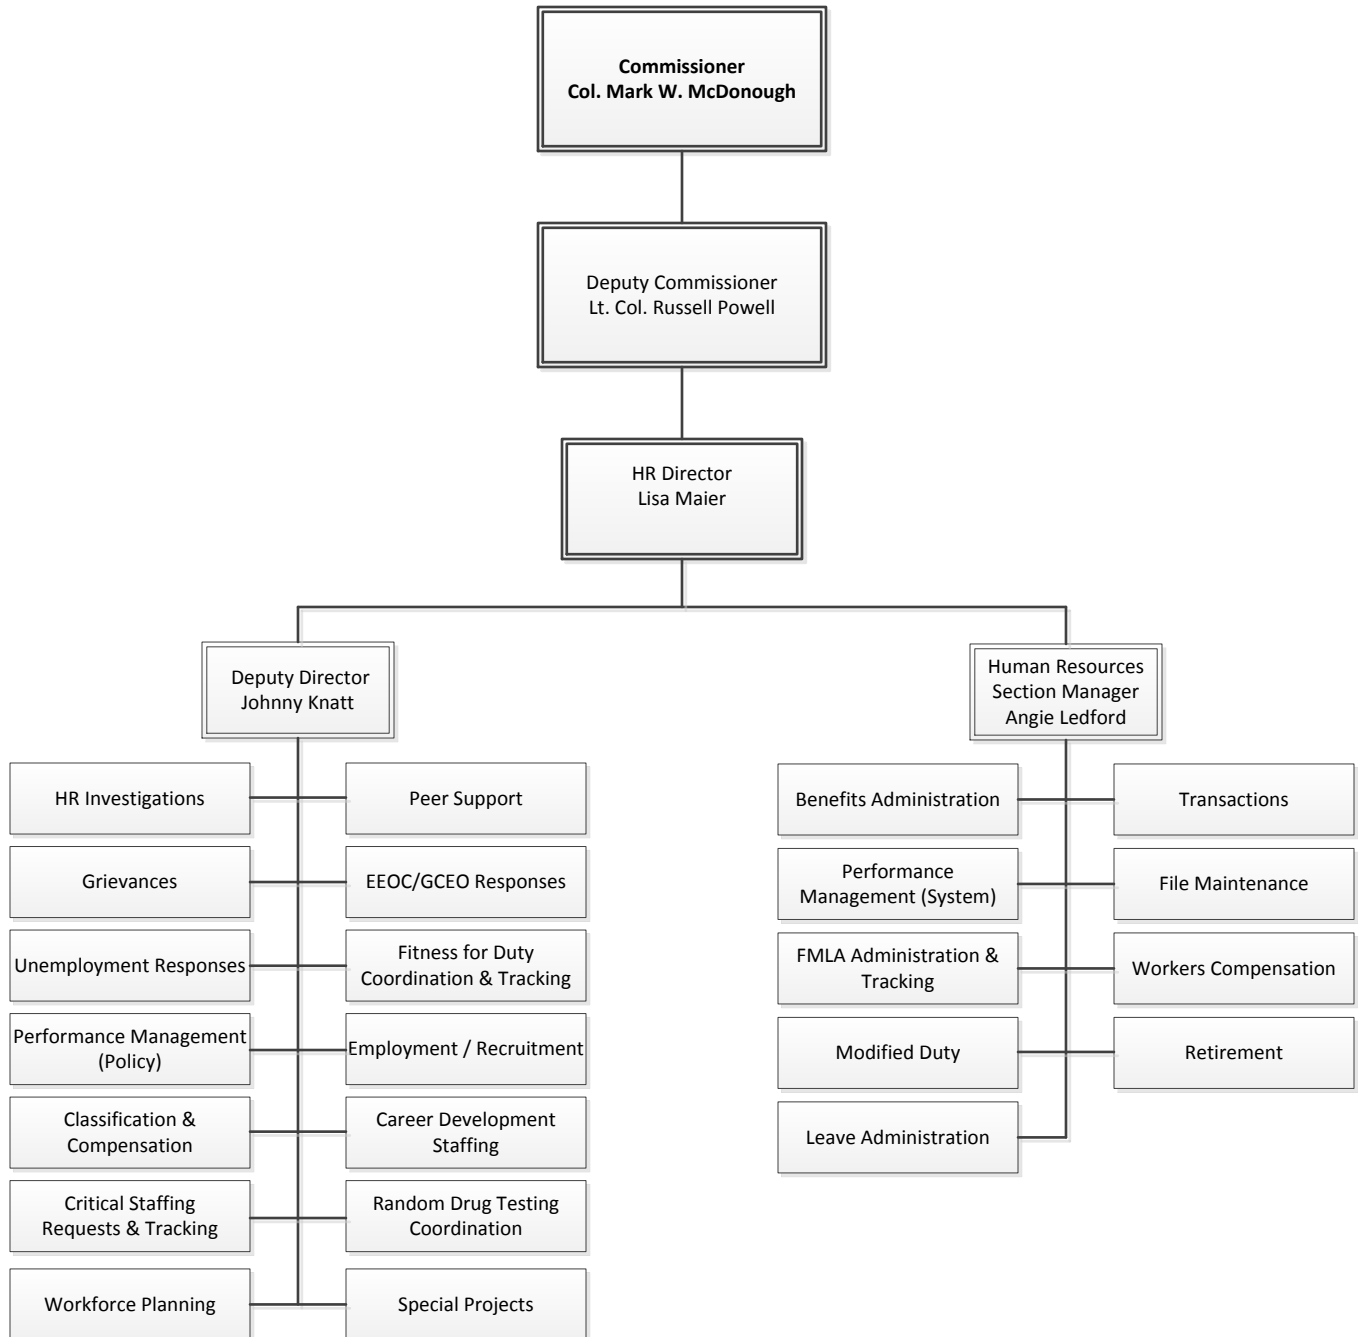 Commissioner
Col. Mark W. McDonough
Deputy Commissioner
Lt. Col. Russell Powell
HR Director
Lisa Maier
Deputy Director
Johnny Knatt
Human Resources
Section Manager
Angie Ledford
HR Investigations
Peer Support
Grievances
EEOC/GCEO Responses
Unemployment Responses
Fitness for Duty
Coordination & Tracking
Performance Management
(Policy)
Employment / Recruitment
Classification &
Compensation
Career Development
Staffing
Critical Staffing
Requests & Tracking
Random Drug Testing
Coordination
Workforce Planning
Special Projects
Benefits Administration
Transactions
Performance
Management (System)
File Maintenance
FMLA Administration &
Tracking
Workers Compensation
Modified Duty
Retirement
Leave Administration